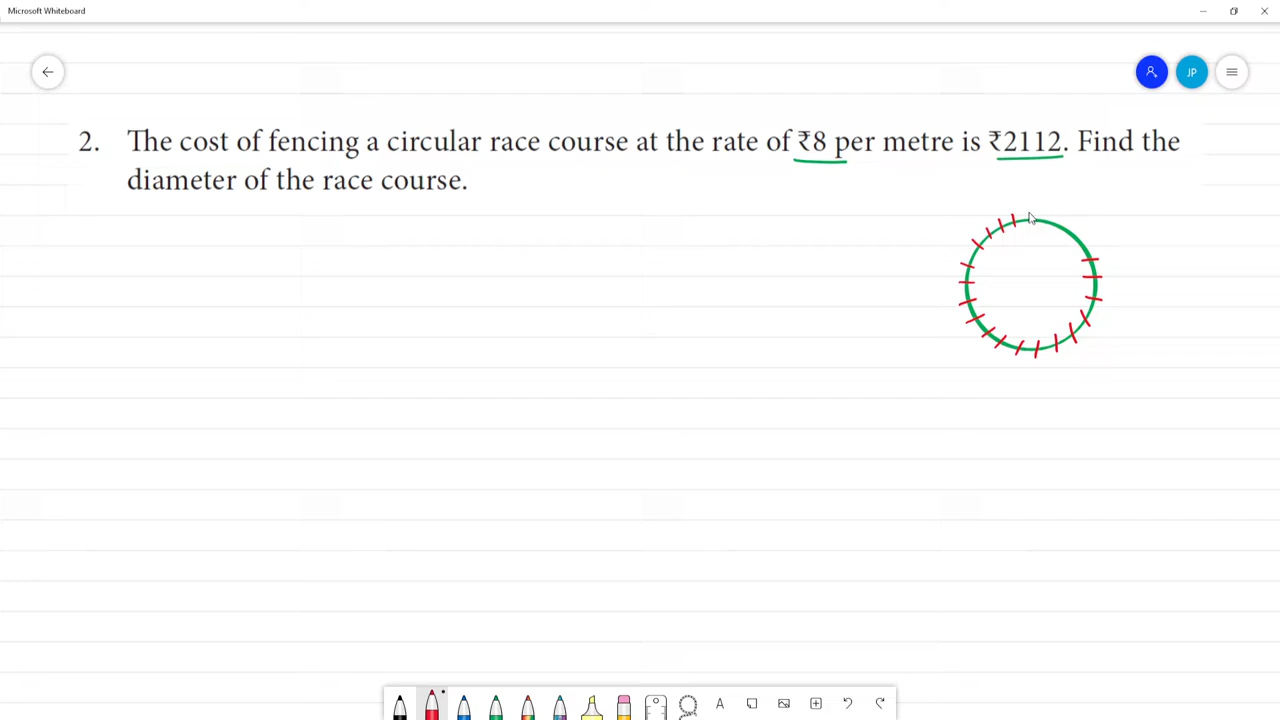 Microsoft Whiteboard
JP
2. The cost of fencing a circular race course at the rate of ₹8 per metre is ₹2112. Find the
diameter of the race course.
A